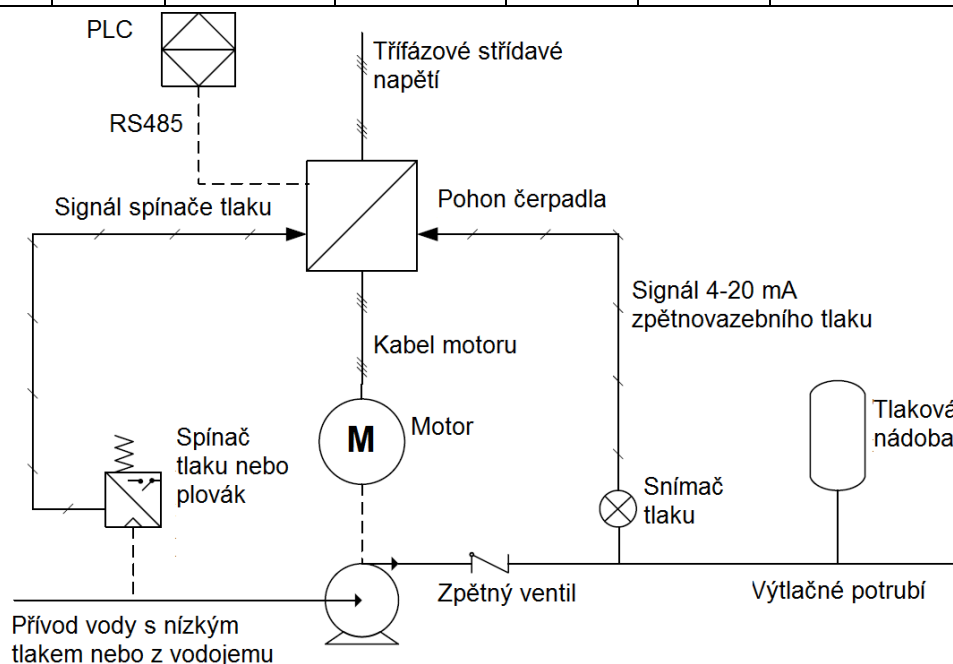 PLC
Třífázové střídavé
napětí
RS485
Signál spínače tlaku
Pohon čerpadla
Signál 4-20 mA
zpětnovazebního tlaku
Kabel motoru
Tlaková
nádoba
M
Motor
Spínač
tlaku nebo
plovák
Snímač
tlaku
Zpětný ventil
Výtlačné potrubí
Přívod vody s nízkým
tlakem nebo z vodojemu